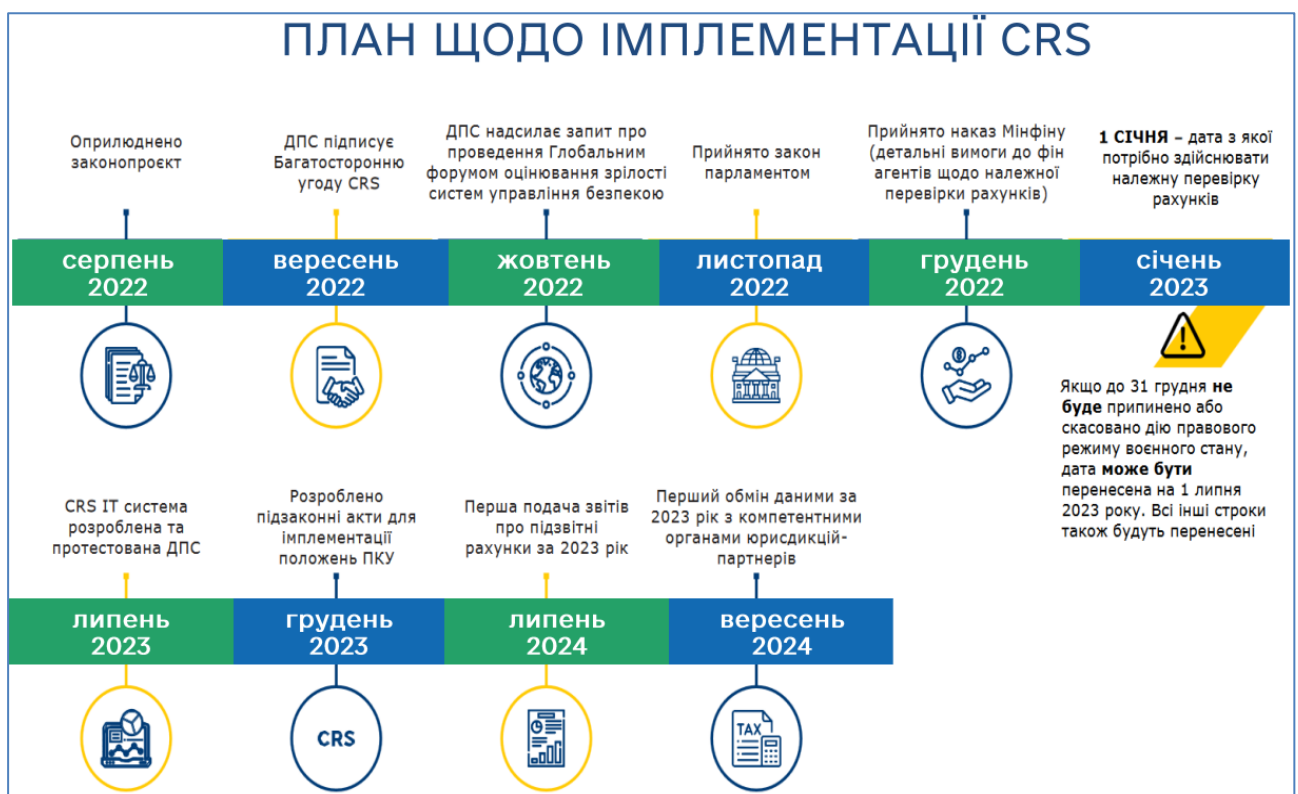 ПЛАН ЩОДО ІМПЛЕМЕНТАЦІЇ CRS
Оприлюднено
законопроєкт
ДПС підписує
Багатосторонню
угоду CRS
ДПС надсилає запит про
проведення Глобальним
форумом оцінювання зрілості
систем управління безпекою
Прийнято закон
парламентом
Прийнято наказ Мінфіну
(детальні вимоги до фін
агентів щодо належної
перевірки рахунків)
1 СІЧНЯ – дата з якої
потрібно здійснювати
належну перевірку
рахунків
серпень
2022
вересень
2022
жовтень
2022
листопад
2022
грудень
2022
січень
2023
Якщо до 31 грудня не
буде припинено або
скасовано дію правового
режиму воєнного стану,
дата може бути
перенесена на 1 липня
2023 року. Всі інші строки
також будуть перенесені
CRS IT система
розроблена та
протестована ДПС
Розроблено
підзаконні акти для
імплементації
положень ПКУ
Перша подача звітів
про підзвітні
рахунки за 2023 рік
Перший обмін даними за
2023 рік з компетентними
органами юрисдикцій-
партнерів
липень
2023
грудень
2023
липень
2024
вересень
2024
CRS
TAX